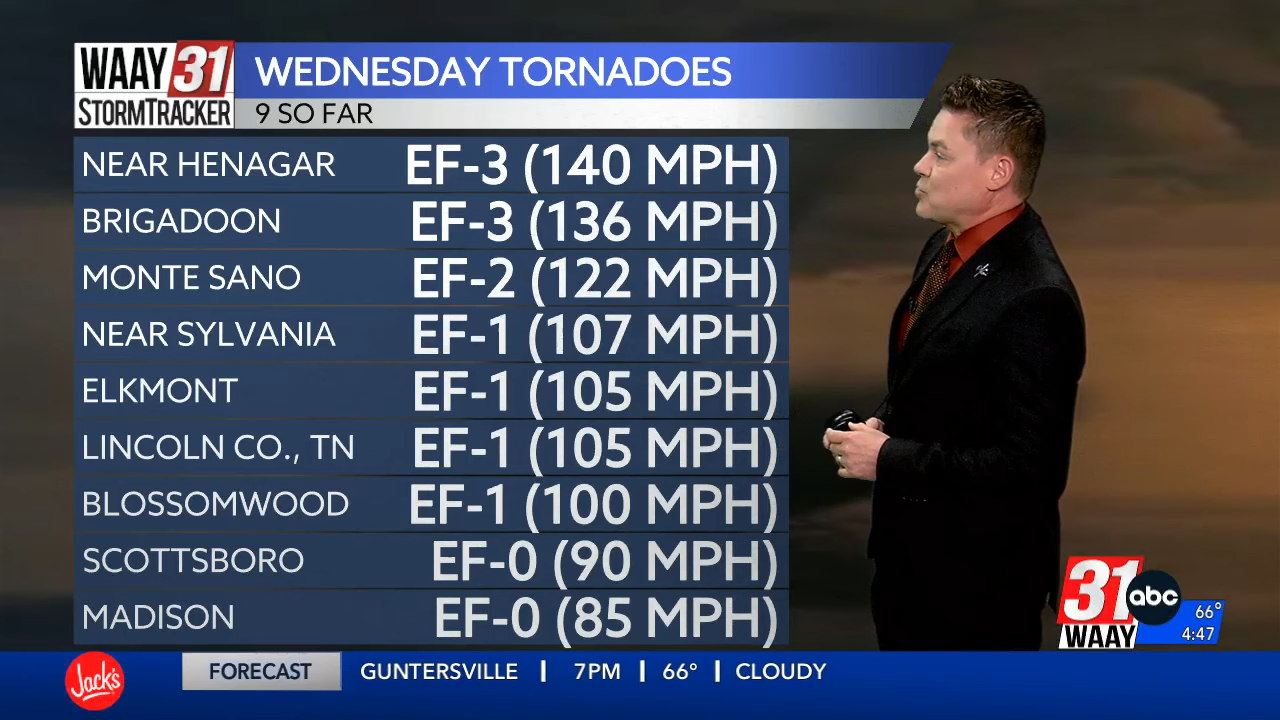 WAAY 31
STORMTRACKER
WEDNESDAY TORNADOES
9 SO FAR
NEAR HENAGAR EF-3 (140 MPH)
BRIGADOON EF-3 (136 MPH)
MONTE SANO EF-2 (122 MPH)
NEAR SYLVANIA EF-1 (107 MPH)
ELKMONT EF-1 (105 MPH)
LINCOLN CO., TN EF-1 (105 MPH)
BLOSSOMWOOD EF-1 (100 MPH)
SCOTTSBORO EF-0 (90 MPH)
MADISON EF-0 (85 MPH)
31 abc
WAAY
66°
4:47
Jack's FORECAST GUNTERSVILLE | 7PM | 66° | CLOUDY